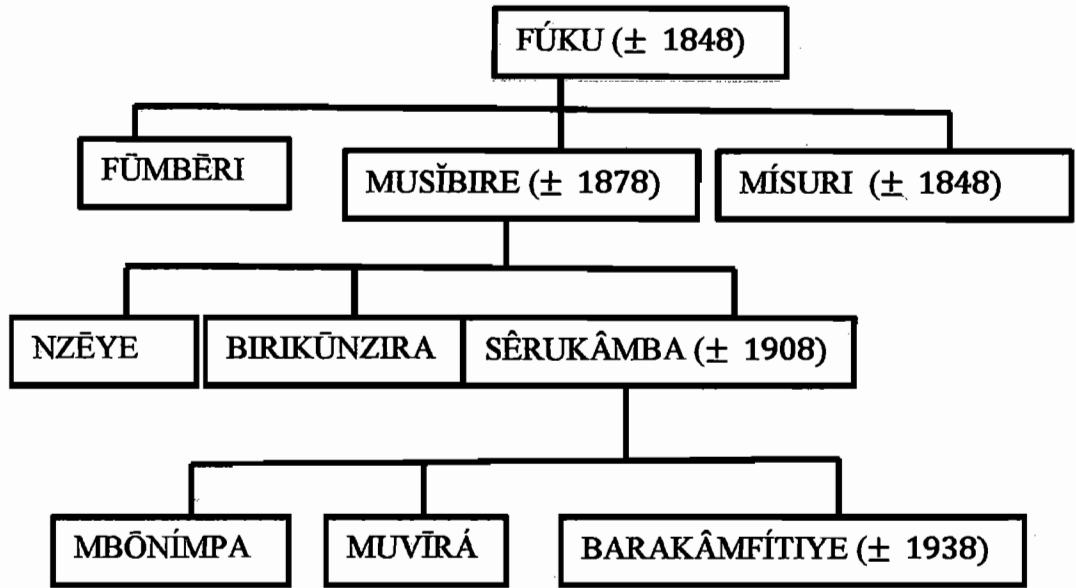 FÚKU (± 1848)
FŪMBĒRI
MUSĬBIRE (± 1878)
MÍSURI (± 1848)
NZĒYE
BIRIKŪNZIRA
SÊRUKÂMBA (± 1908)
MBŌNÍMPA
MUVĪRÁ
BARAKÂMFÍTIYE (± 1938)